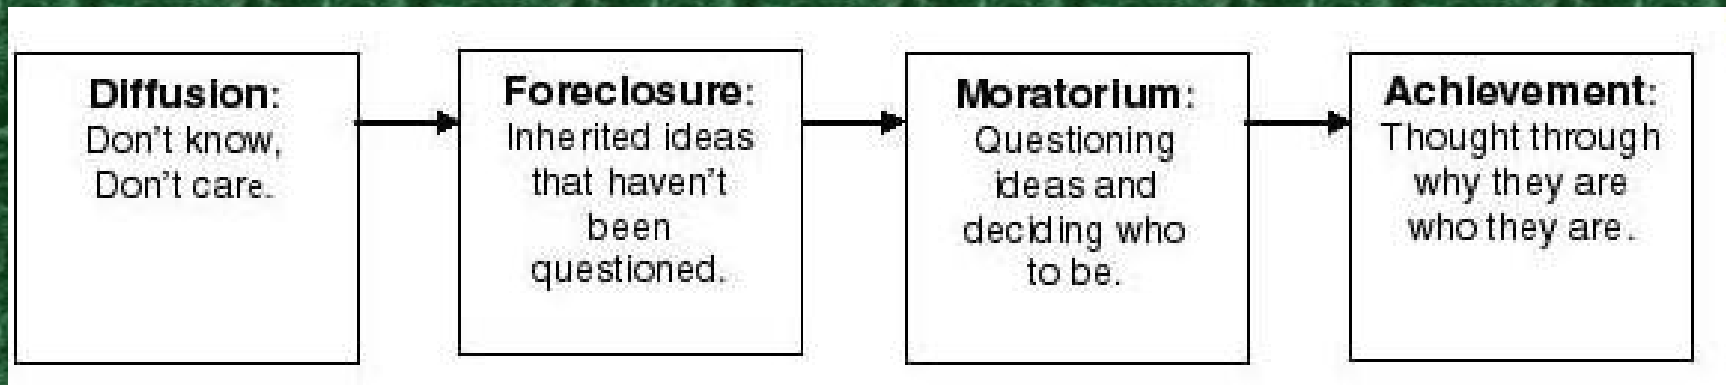 Diffusion:
Don't know,
Don't care.
Foreclosure:
Inherited ideas
that haven't
been
questioned.
Moratorium:
Questioning
ideas and
deciding who
to be.
Achievement:
Thought through
why they are
who they are.